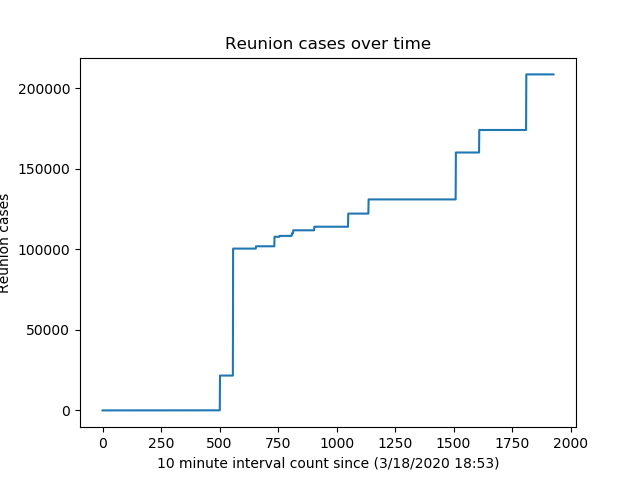 Reunion cases over time
200000
150000
100000
50000
0
Reunion cases
0 250 500 750 1000 1250 1500 1750 2000
10 minute interval count since (3/18/2020 18:53)